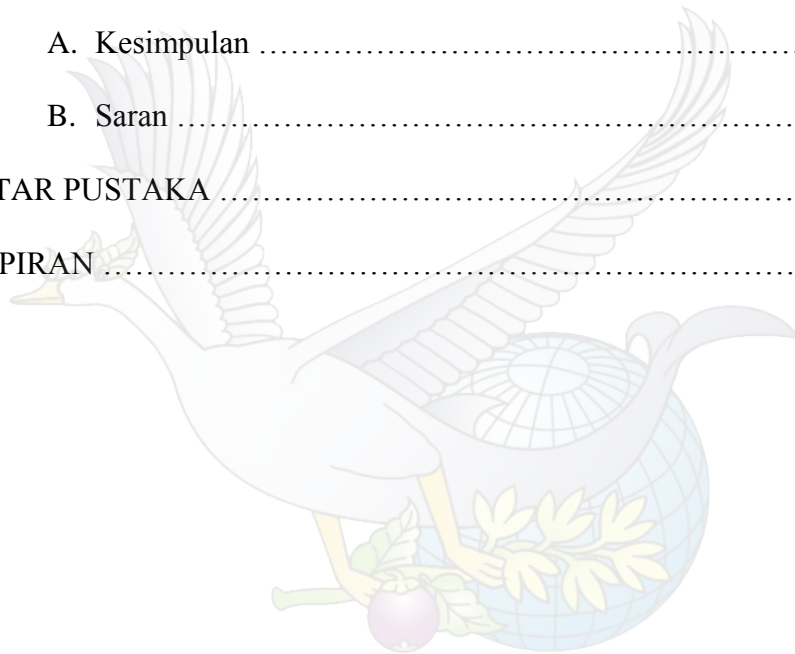 A. Kesimpulan ………………………………………………
B. Saran ………………………………………………………
TAR PUSTAKA …………………………………………………
PIRAN ……………………………………………………………